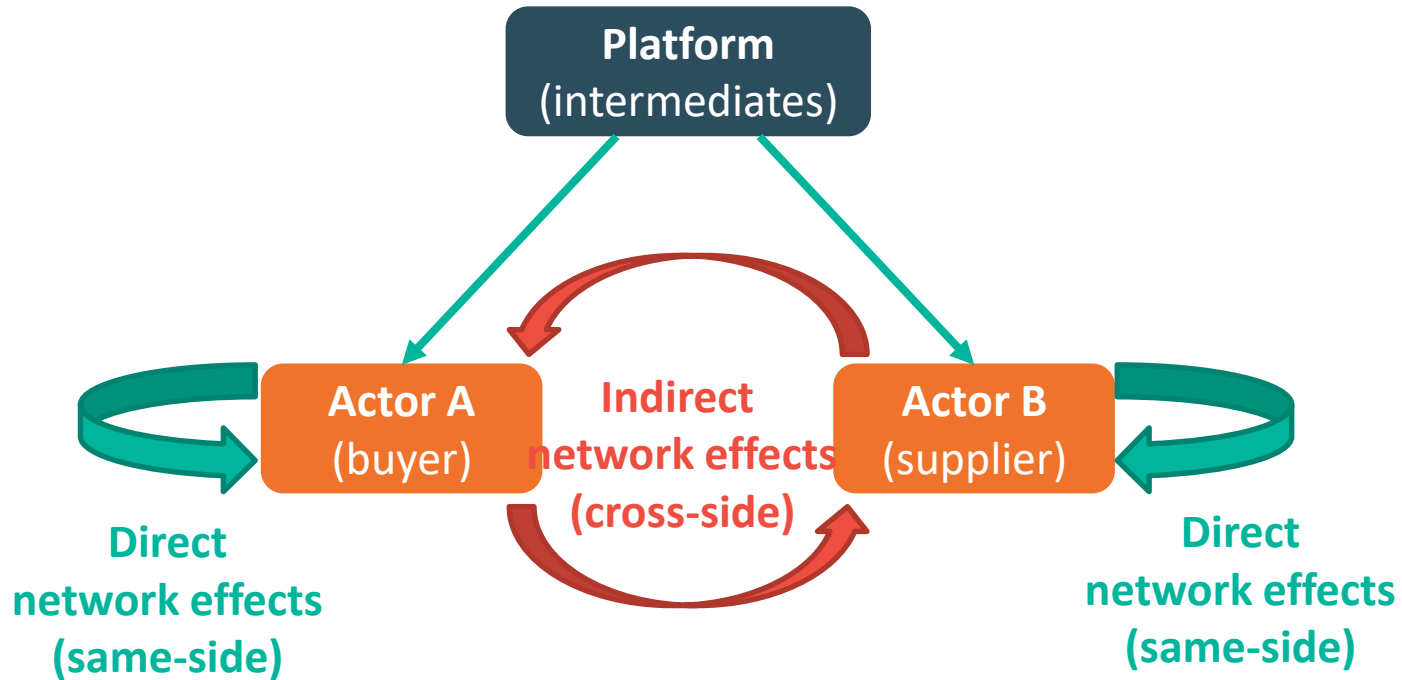 Platform
(intermediates)
Actor A
(buyer)
Indirect
network effects
(cross-side)
Actor B
(supplier)
Direct
network effects
(same-side)
Direct
network effects
(same-side)